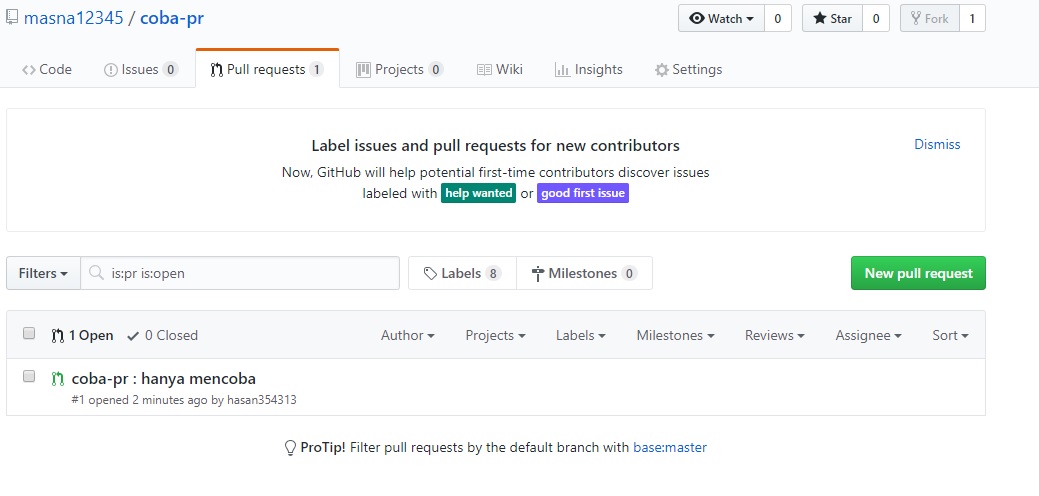 masna12345 / coba-pr
Watch 0 Star 0 Fork 1
Code Issues 0 Pull requests 1 Projects 0 Wiki Insights Settings
Label issues and pull requests for new contributors
Dismiss
Now, GitHub will help potential first-time contributors discover issues
labeled with help wanted or good first issue
Filters is:pr is:open Labels 8 Milestones 0 New pull request
1 Open 0 Closed Author Projects Labels Milestones Reviews Assignee Sort
coba-pr : hanya mencoba
#1 opened 2 minutes ago by hasan354313
ProTip! Filter pull requests by the default branch with base:master